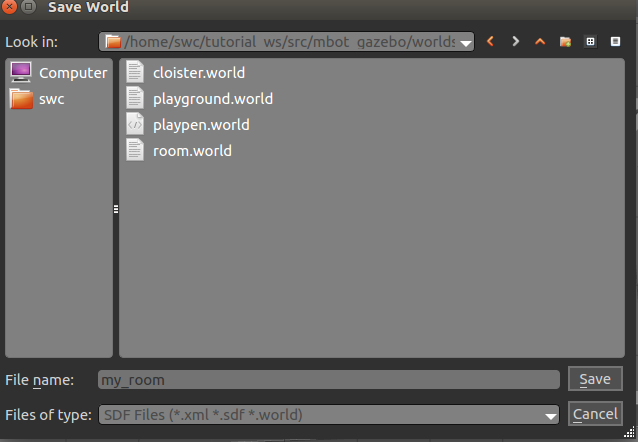 Save World
Look in: /home/swc/tutorial_ws/src/mbot_gazebo/worlds
Computer
swc
cloister.world
playground.world
playpen.world
room.world
File name: my_room
Save
Files of type: SDF Files (*.xml *.sdf *.world)
Cancel